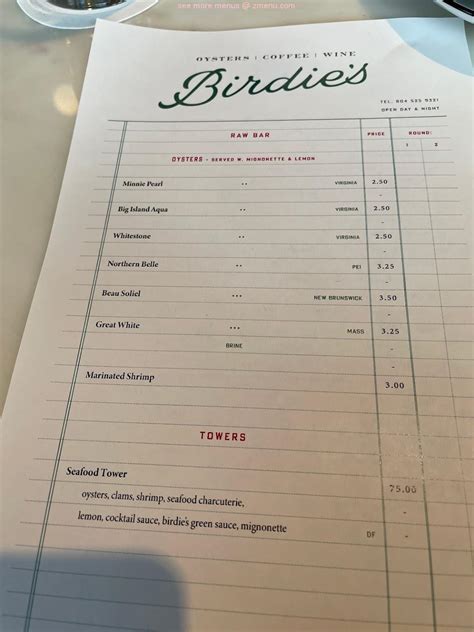 see more menus @ zmenu.com
OYSTERS | COFFEE | WINE
Birdie's
TEL. 804 525 9221
OPEN DAY & NIGHT
RAW BAR PRICE ROUND:
1 2
OYSTERS - SERVED W. MIGNONETTE & LEMON
Minnie Pearl •• VIRGINIA 2.50
-
Big Island Aqua •• VIRGINIA 2.50
-
Whitestone •• VIRGINIA 2.50
-
Northern Belle •• PEI 3.25
-
Beau Soliel •• NEW BRUNSWICK 3.50
-
Great White ••• MASS 3.25
BRINE -
Marinated Shrimp 3.00
TOWERS
Seafood Tower 75.00
oysters, clams, shrimp, seafood charcuterie, -
lemon, cocktail sauce, birdie's green sauce, mignonette DF -